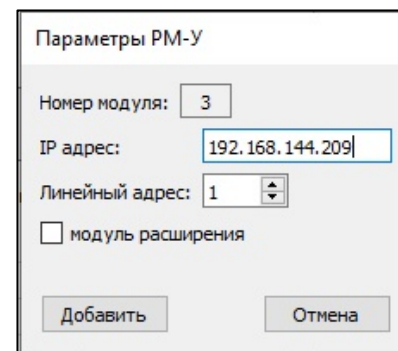 Параметры РМ-У
Номер модуля: 3
IP адрес: 192.168.144.209
Линейный адрес: 1
модуль расширения
Добавить Отмена